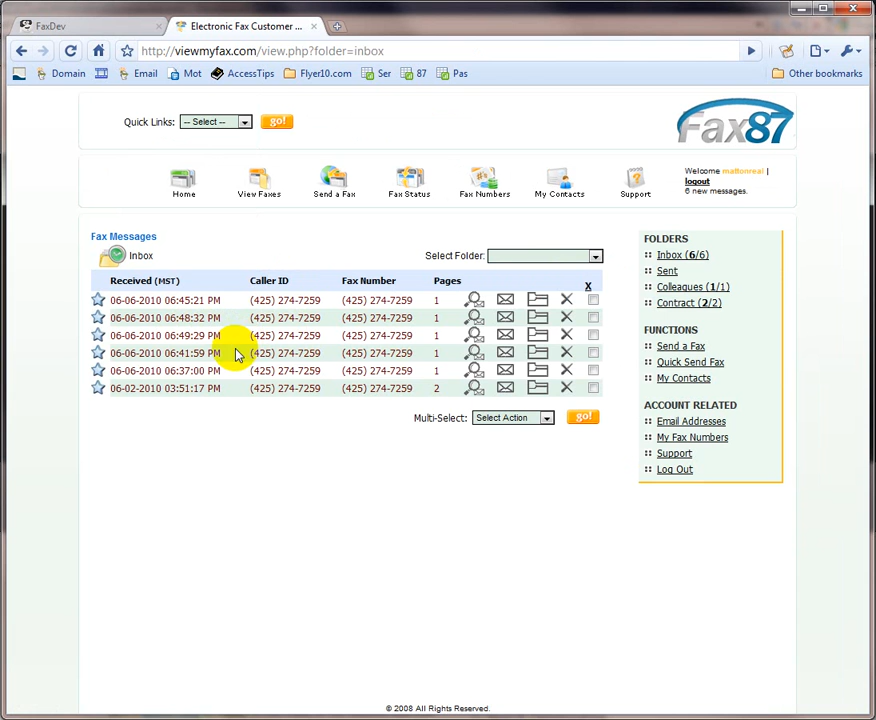 FaxDev
Electronic Fax Customer ...
http://viewmyfax.com/view.php?folder=inbox
Domain Email Mot AccessTips Flyer10.com Ser 87 Pas Other bookmarks
Quick Links: -- Select -- go!
Fax87
Home View Faxes Send a Fax Fax Status Fax Numbers My Contacts Support
Welcome mattonreal |
logout
6 new messages.
Fax Messages
Inbox
Select Folder:
Received (MST) Caller ID Fax Number Pages X
06-06-2010 06:45:21 PM (425) 274-7259 (425) 274-7259 1
06-06-2010 06:48:32 PM (425) 274-7259 (425) 274-7259 1
06-06-2010 06:49:29 PM (425) 274-7259 (425) 274-7259 1
06-06-2010 06:41:59 PM (425) 274-7259 (425) 274-7259 1
06-06-2010 06:37:00 PM (425) 274-7259 (425) 274-7259 1
06-02-2010 03:51:17 PM (425) 274-7259 (425) 274-7259 2
Multi-Select: Select Action go!
FOLDERS
Inbox (6/6)
Sent
Colleagues (1/1)
Contract (2/2)
FUNCTIONS
Send a Fax
Quick Send Fax
My Contacts
ACCOUNT RELATED
Email Addresses
My Fax Numbers
Support
Log Out
© 2008 All Rights Reserved.